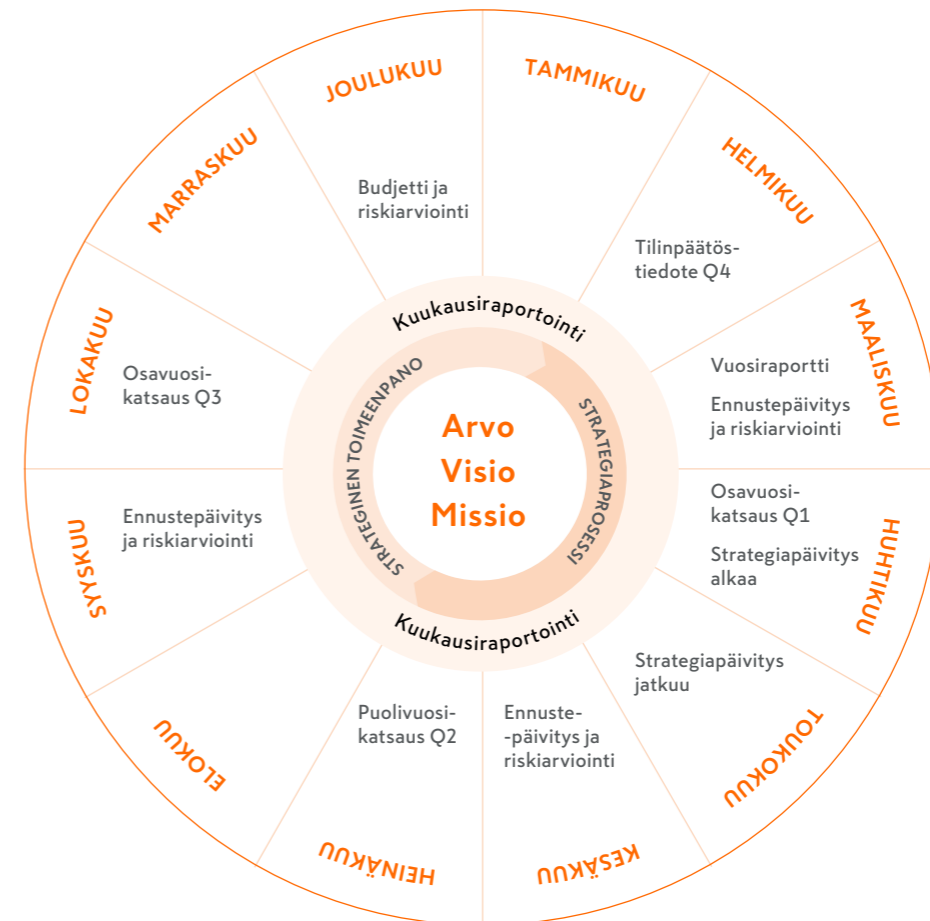 TAMMIKUU
HELMIKUU
Tilinpäätös-
tiedote Q4
MAALISKUU
Vuosiraportti
Ennustepäivitys
ja riskiarviointi
HUHTIKUU
Osavuosi-
katsaus Q1
Strategiapäivitys
alkaa
TOUKOKUU
Strategiapäivitys
jatkuu
KESÄKUU
Ennuste-
-päivitys ja
riskiarviointi
HEINÄKUU
Puolivuosi-
katsaus Q2
ELOKUU
SYYSKUU
Ennustepäivitys
ja riskiarviointi
LOKAKUU
Osavuosi-
katsaus Q3
MARRASKUU
JOULUKUU
Budjetti ja
riskiarviointi
Kuukausiraportointi
STRATEGIAPROSESSI
STRATEGINEN TOIMEENPANO
Arvo
Visio
Missio
Kuukausiraportointi